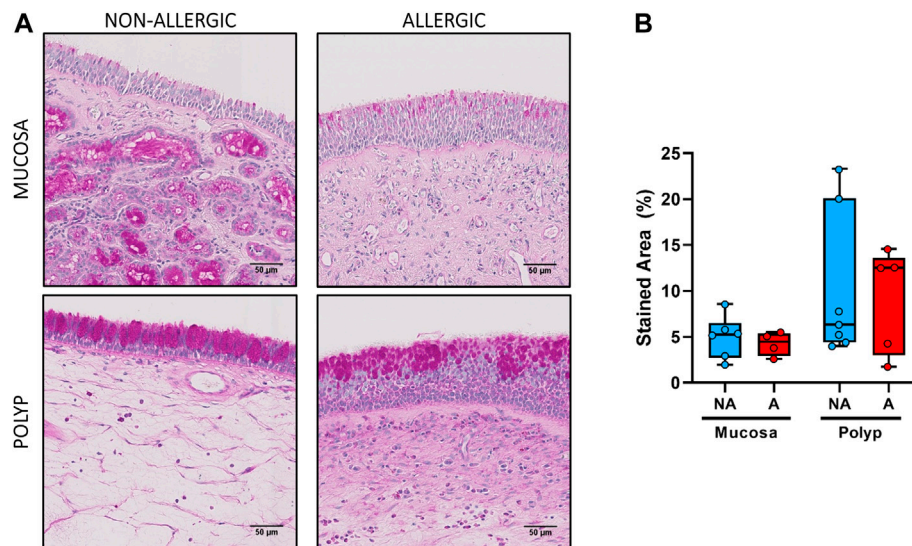 A
NON-ALLERGIC
ALLERGIC
MUCOSA
50 µm
50 µm
POLYP
50 µm
50 µm
B
Stained Area (%)
25
20
15
10
5
0
NA A NA A
Mucosa Polyp